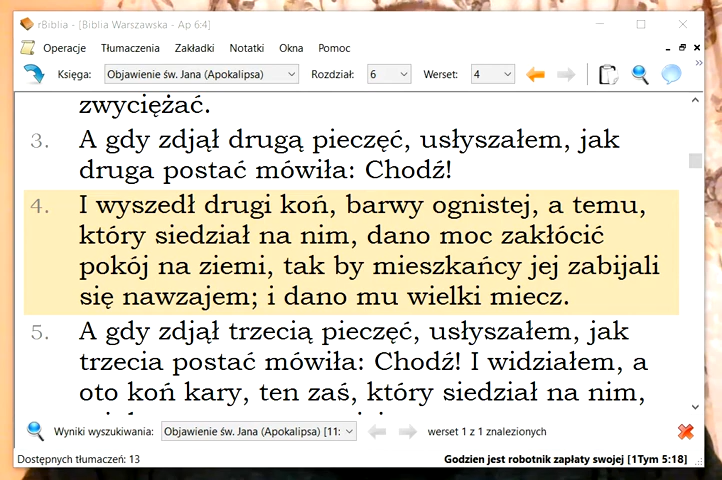 rBiblia - [Biblia Warszawska - Ap 6:4]
Operacje Tłumaczenia Zakładki Notatki Okna Pomoc
Księga: Objawienie św. Jana (Apokalipsa) Rozdział: 6 Werset: 4
zwyciężać.
3. A gdy zdjął drugą pieczęć, usłyszałem, jak
druga postać mówiła: Chodź!
4. I wyszedł drugi koń, barwy ognistej, a temu,
który siedział na nim, dano moc zakłócić
pokój na ziemi, tak by mieszkańcy jej zabijali
się nawzajem; i dano mu wielki miecz.
5. A gdy zdjął trzecią pieczęć, usłyszałem, jak
trzecia postać mówiła: Chodź! I widziałem, a
oto koń kary, ten zaś, który siedział na nim,
Wyniki wyszukiwania: Objawienie św. Jana (Apokalipsa) [11: werset 1 z 1 znalezionych
Dostępnych tłumaczeń: 13 Godzien jest robotnik zapłaty swojej [1Tym 5:18]